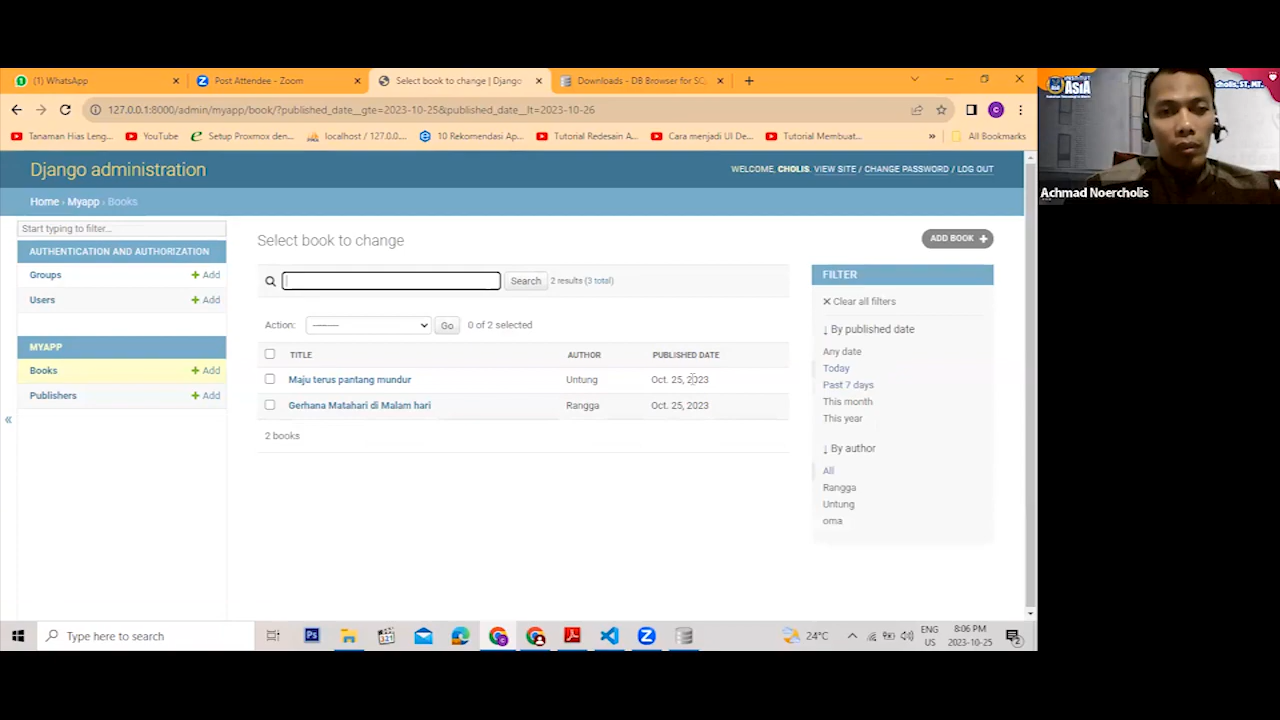 (1) WhatsApp
Post Attendee - Zoom
Select book to change | Django
Downloads - DB Browser for SQ
127.0.0.1:8000/admin/myapp/book/?published_date__gte=2023-10-25&published_date__lt=2023-10-26
Tanaman Hias Leng...
YouTube
Setup Proxmox den...
localhost / 127.0.0....
10 Rekomendasi Ap...
Tutorial Redesain A...
Cara menjadi UI De...
Tutorial Membuat...
»
All Bookmarks
ASIA
cholis, ST, MT.
Achmad Noercholis
Django administration
WELCOME, CHOLIS. VIEW SITE / CHANGE PASSWORD / LOG OUT
Home › Myapp › Books
Start typing to filter...
AUTHENTICATION AND AUTHORIZATION
Groups + Add
Users + Add
MYAPP
Books + Add
Publishers + Add
«
Select book to change
ADD BOOK +
Search 2 results (3 total)
Action: --------- Go 0 of 2 selected
TITLE AUTHOR PUBLISHED DATE
Maju terus pantang mundur Untung Oct. 25, 2023
Gerhana Matahari di Malam hari Rangga Oct. 25, 2023
2 books
FILTER
Clear all filters
↓ By published date
Any date
Today
Past 7 days
This month
This year
↓ By author
All
Rangga
Untung
oma
Type here to search
24°C
ENG
US
8:06 PM
2023-10-25
2